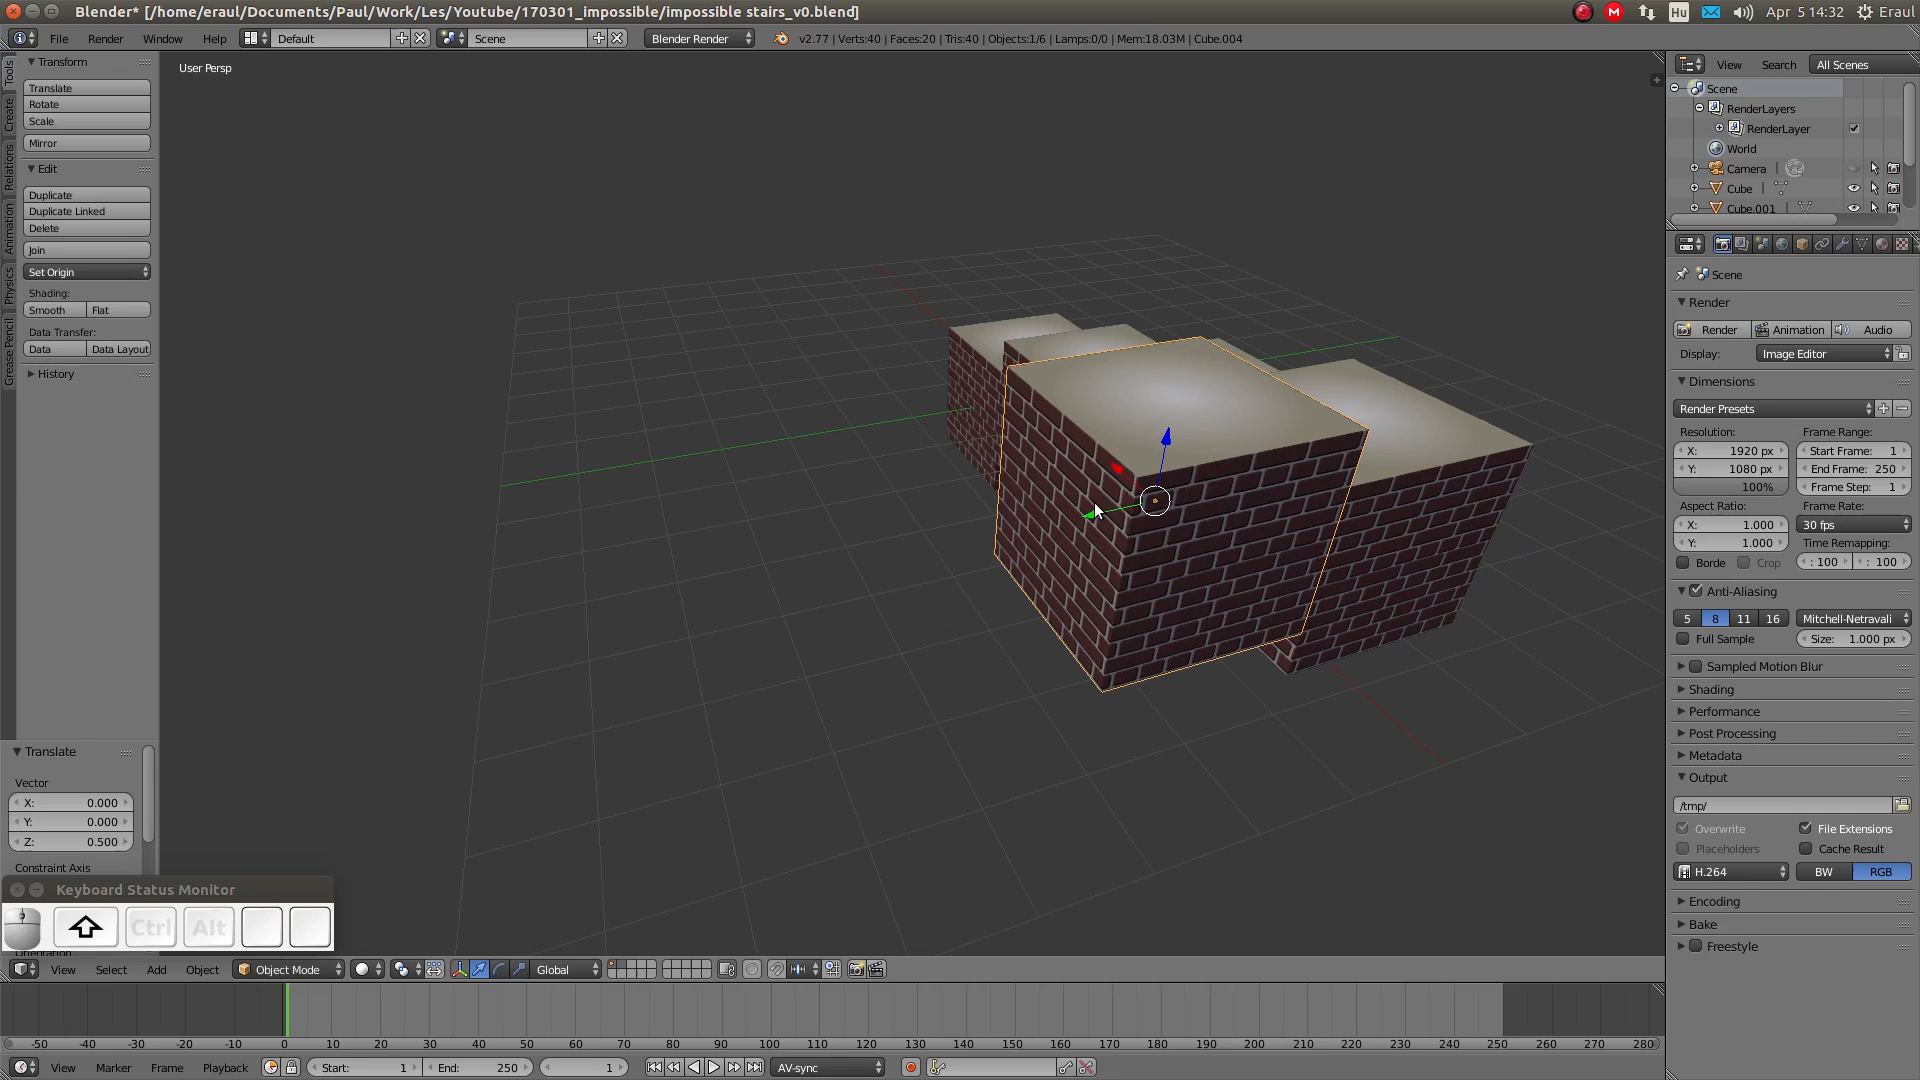 Blender* [/home/eraul/Documents/Paul/Work/Les/Youtube/170301_impossible/impossible stairs_v0.blend]
Hu
Apr 5 14:32
Eraul
File
Render
Window
Help
Default
Scene
Blender Render
v2.77 | Verts:40 | Faces:20 | Tris:40 | Objects:1/6 | Lamps:0/0 | Mem:18.03M | Cube.004
Tools
Create
Relations
Animation
Physics
Grease Pencil
Transform
Translate
Rotate
Scale
Mirror
Edit
Duplicate
Duplicate Linked
Delete
Join
Set Origin
Shading:
Smooth
Flat
Data Transfer:
Data
Data Layout
History
User Persp
View
Search
All Scenes
Scene
RenderLayers
RenderLayer
World
Camera
Cube
Cube.001
Scene
Render
Render
Animation
Audio
Display:
Image Editor
Dimensions
Render Presets
Resolution:
Frame Range:
X: 1920 px
Start Frame: 1
Y: 1080 px
End Frame: 250
100%
Frame Step: 1
Aspect Ratio:
Frame Rate:
X: 1.000
30 fps
Y: 1.000
Time Remapping:
Borde
Crop
: 100
: 100
Anti-Aliasing
5
8
11
16
Mitchell-Netravali
Full Sample
Size: 1.000 px
Sampled Motion Blur
Shading
Performance
Post Processing
Metadata
Output
/tmp/
Overwrite
File Extensions
Placeholders
Cache Result
H.264
BW
RGB
Encoding
Bake
Freestyle
Translate
Vector
X: 0.000
Y: 0.000
Z: 0.500
Constraint Axis
Keyboard Status Monitor
Ctrl
Alt
Orientation
View
Select
Add
Object
Object Mode
Global
-50 -40 -30 -20 -10 0 10 20 30 40 50 60 70 80 90 100 110 120 130 140 150 160 170 180 190 200 210 220 230 240 250 260 270 280
View
Marker
Frame
Playback
Start: 1
End: 250
1
AV-sync